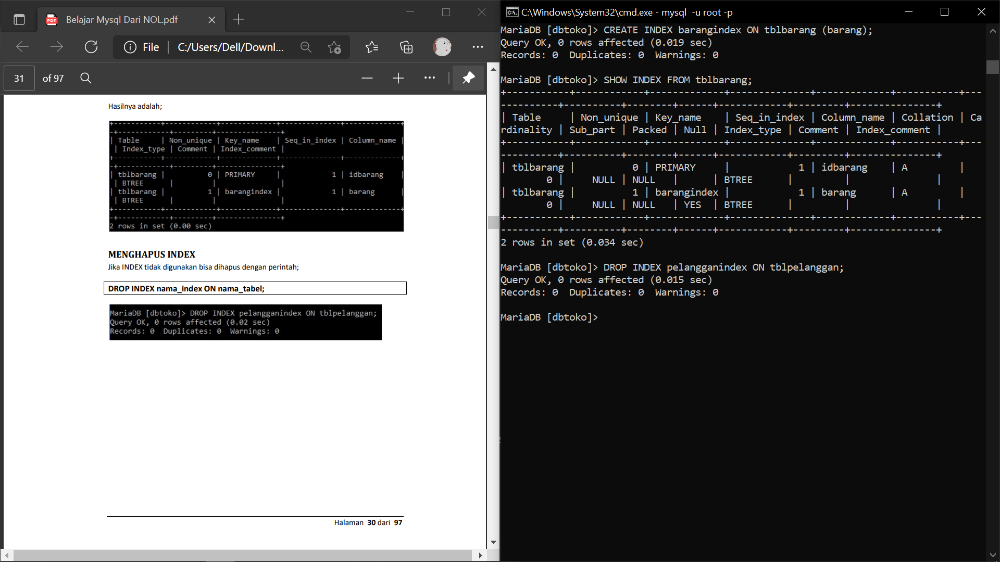 Belajar Mysql Dari NOL.pdf
File
C:/Users/Dell/Downl...
31
of 97
Hasilnya adalah;
+-----------+------------+------------+---------------+-------------+
-+-----------+---------+---------------+
| Table | Non_unique | Key_name | Seq_in_index | Column_name |
| Index_type | Comment | Index_comment |
+-----------+------------+------------+---------------+-------------+
-+-----------+---------+---------------+
| tblbarang | 0 | PRIMARY | 1 | idbarang |
| BTREE | | |
| tblbarang | 1 | barangindex | 1 | barang |
| BTREE | | |
+-----------+------------+------------+---------------+-------------+
-+-----------+---------+---------------+
2 rows in set (0.00 sec)
MENGHAPUS INDEX
Jika INDEX tidak digunakan bisa dihapus dengan perintah;
DROP INDEX nama_index ON nama_tabel;
MariaDB [dbtoko]> DROP INDEX pelangganindex ON tblpelanggan;
Query OK, 0 rows affected (0.02 sec)
Records: 0 Duplicates: 0 Warnings: 0
Halaman 30 dari 97
C:\Windows\System32\cmd.exe - mysql -u root -p
MariaDB [dbtoko]> CREATE INDEX barangindex ON tblbarang (barang);
Query OK, 0 rows affected (0.019 sec)
Records: 0 Duplicates: 0 Warnings: 0
MariaDB [dbtoko]> SHOW INDEX FROM tblbarang;
+-----------+------------+-------------+--------------+-------------+-----------+---
----------+----------+--------+------+------------+---------+---------------+
| Table | Non_unique | Key_name | Seq_in_index | Column_name | Collation | Ca
rdinality | Sub_part | Packed | Null | Index_type | Comment | Index_comment |
+-----------+------------+-------------+--------------+-------------+-----------+---
----------+----------+--------+------+------------+---------+---------------+
| tblbarang | 0 | PRIMARY | 1 | idbarang | A |
0 | NULL | NULL | | BTREE | | |
| tblbarang | 1 | barangindex | 1 | barang | A |
0 | NULL | NULL | YES | BTREE | | |
+-----------+------------+-------------+--------------+-------------+-----------+---
----------+----------+--------+------+------------+---------+---------------+
2 rows in set (0.034 sec)
MariaDB [dbtoko]> DROP INDEX pelangganindex ON tblpelanggan;
Query OK, 0 rows affected (0.015 sec)
Records: 0 Duplicates: 0 Warnings: 0
MariaDB [dbtoko]>